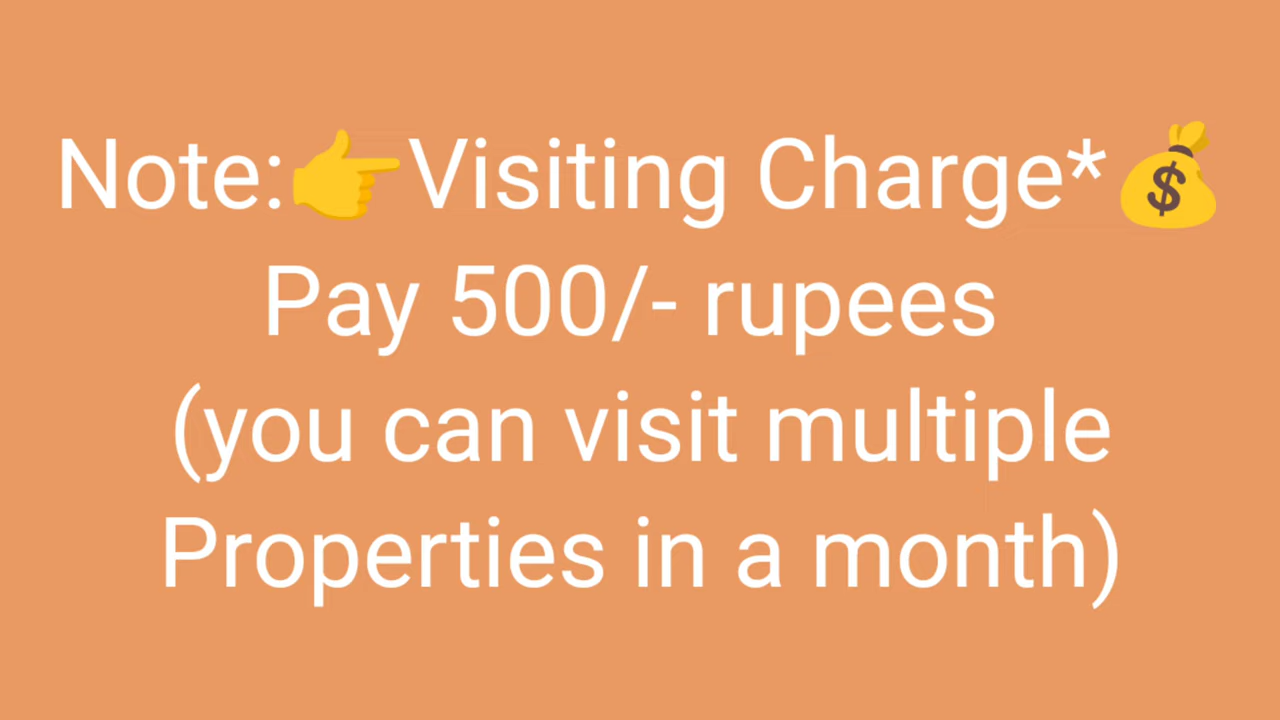 Note:👉Visiting Charge*💰
Pay 500/- rupees
(you can visit multiple
Properties in a month)